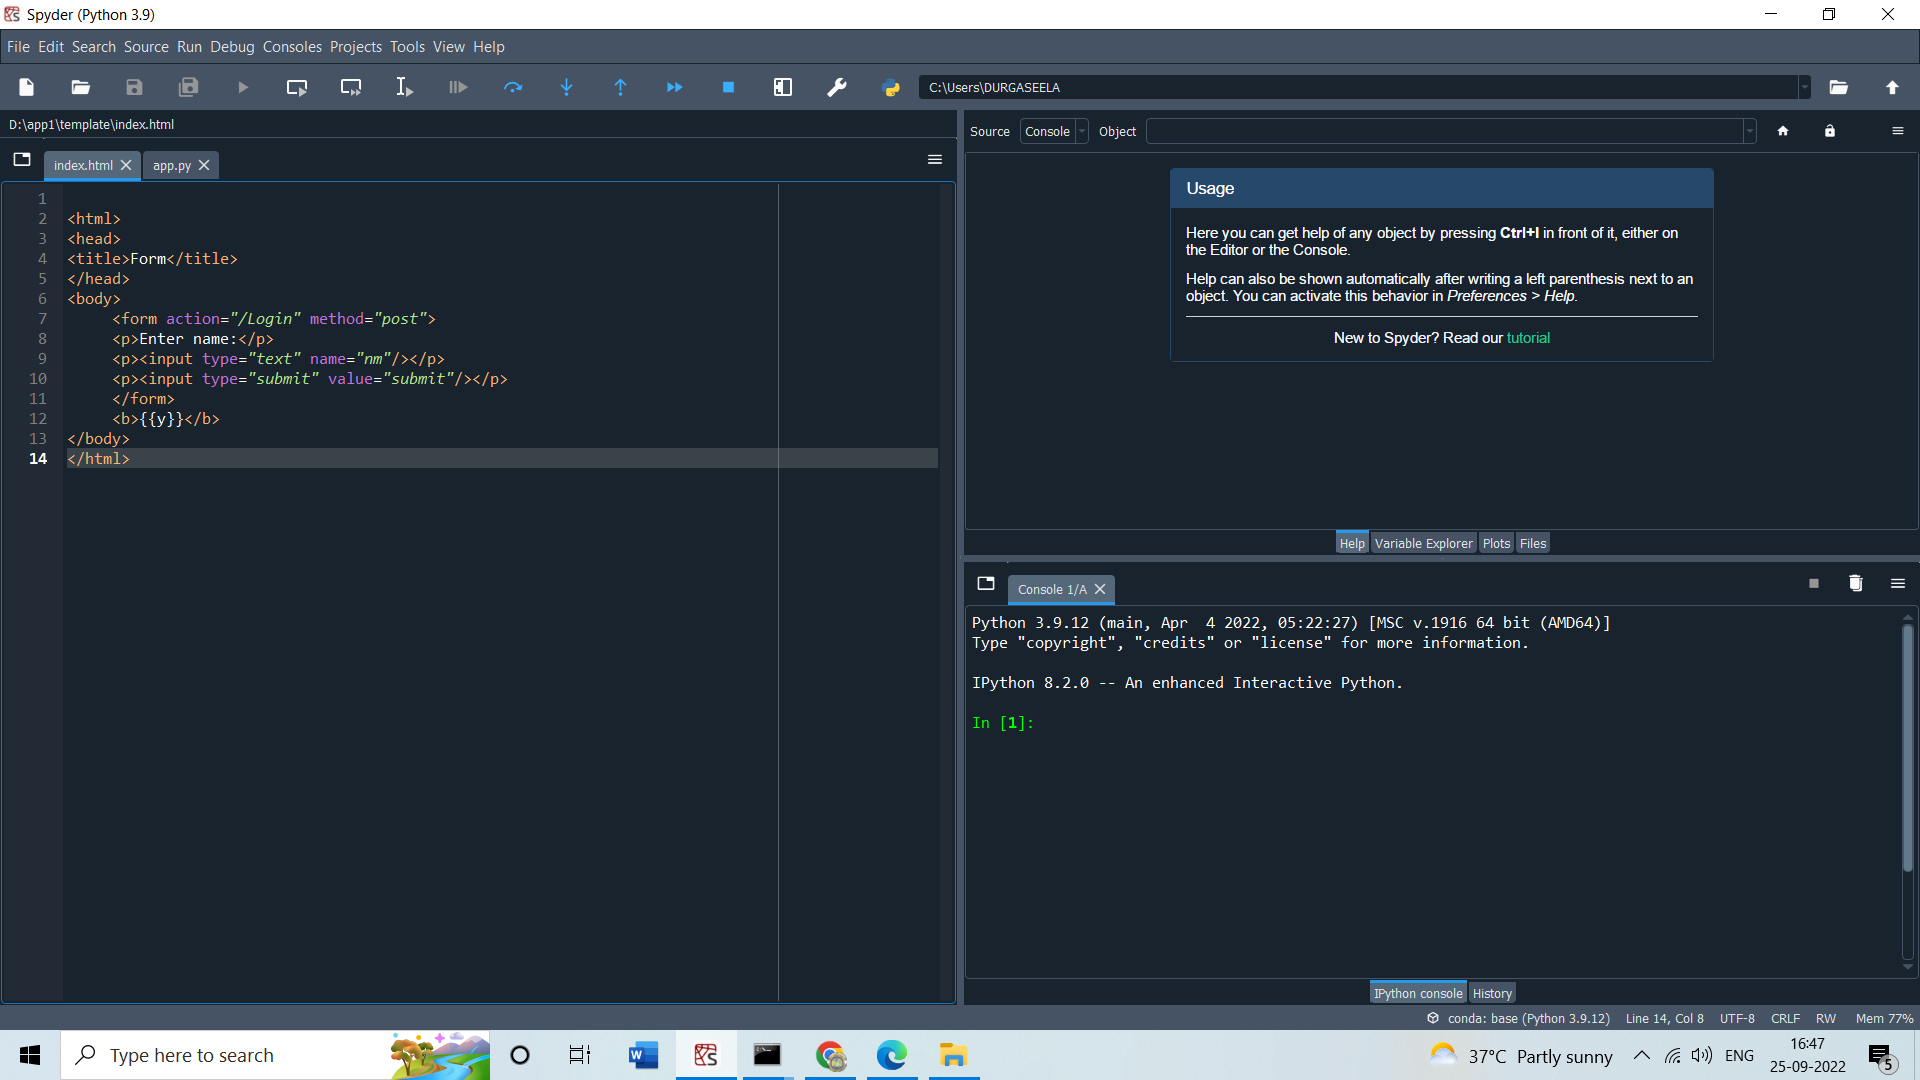 Spyder (Python 3.9)
File Edit Search Source Run Debug Consoles Projects Tools View Help
C:\Users\DURGASEELA
D:\app1\template\index.html
index.html
app.py
1
2 <html>
3 <head>
4 <title>Form</title>
5 </head>
6 <body>
7 <form action="/Login" method="post">
8 <p>Enter name:</p>
9 <p><input type="text" name="nm"/></p>
10 <p><input type="submit" value="submit"/></p>
11 </form>
12 <b>{{y}}</b>
13 </body>
14 </html>
Source Console Object
Usage
Here you can get help of any object by pressing Ctrl+I in front of it, either on
the Editor or the Console.
Help can also be shown automatically after writing a left parenthesis next to an
object. You can activate this behavior in Preferences > Help.
New to Spyder? Read our tutorial
Help Variable Explorer Plots Files
Console 1/A
Python 3.9.12 (main, Apr  4 2022, 05:22:27) [MSC v.1916 64 bit (AMD64)]
Type "copyright", "credits" or "license" for more information.
IPython 8.2.0 -- An enhanced Interactive Python.
In [1]:
IPython console History
conda: base (Python 3.9.12) Line 14, Col 8 UTF-8 CRLF RW Mem 77%
Type here to search
37°C Partly sunny
ENG
16:47
25-09-2022
5